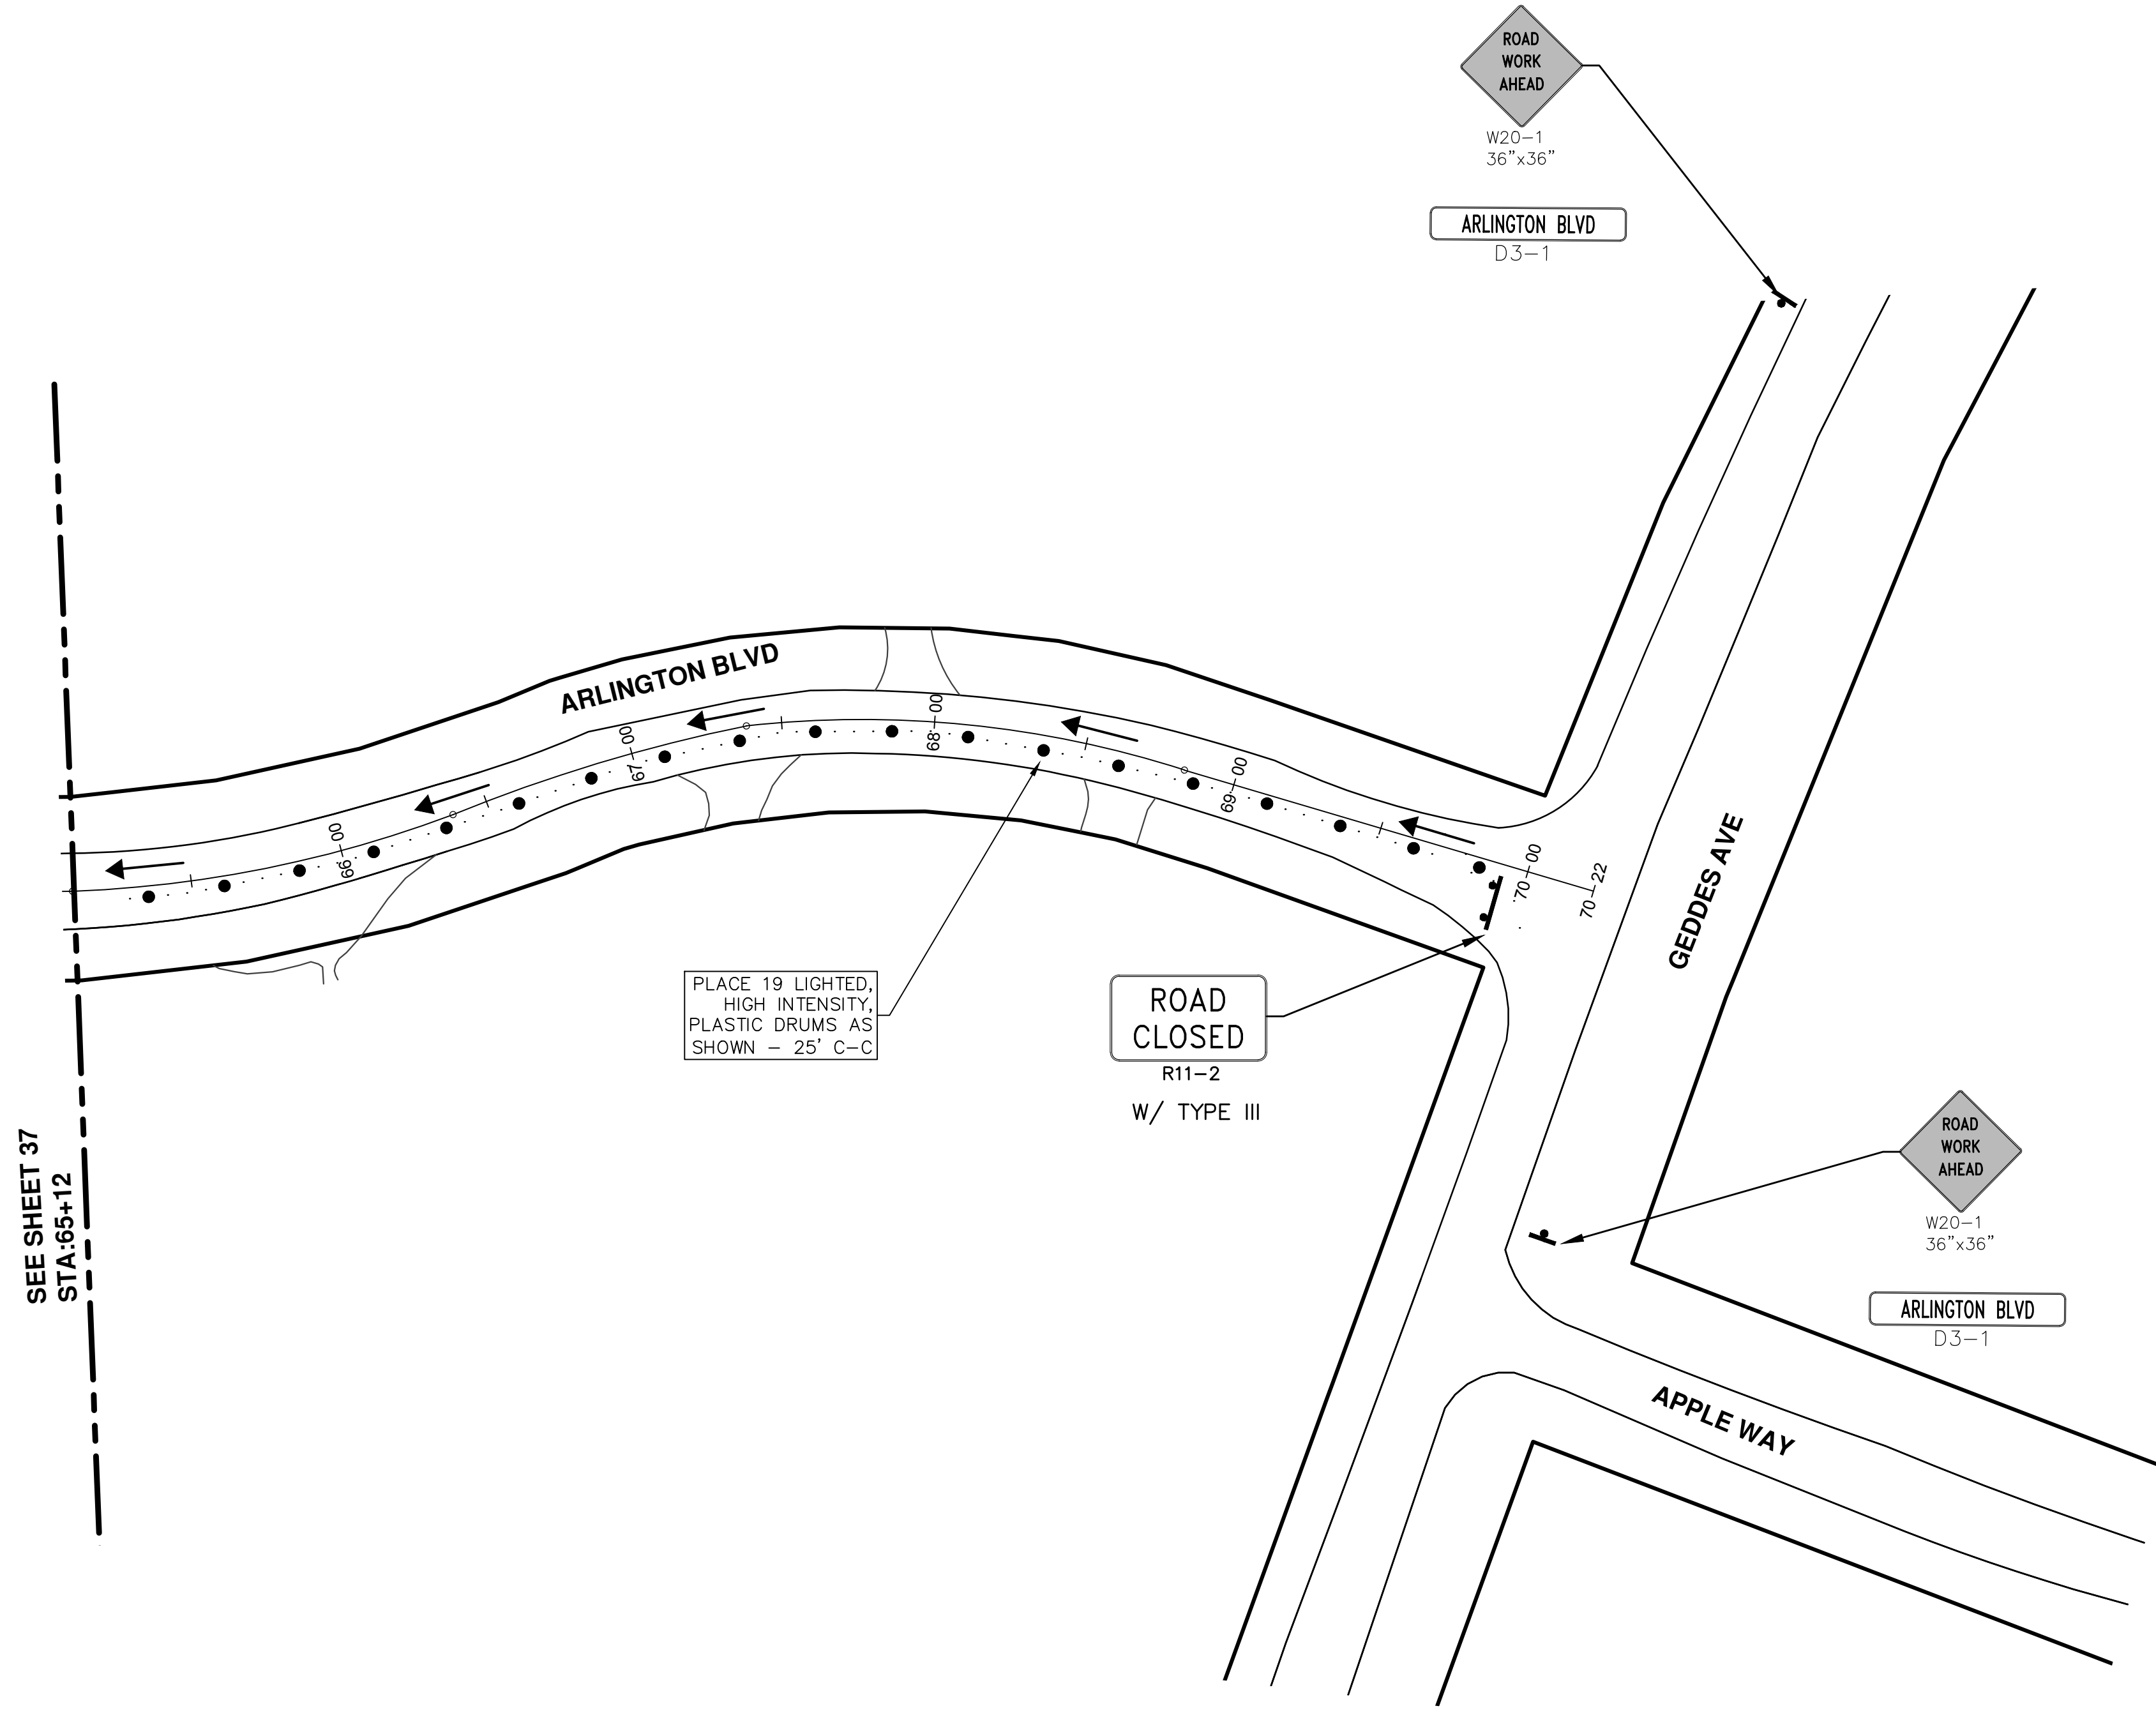 ROAD
WORK
AHEAD
W20-1
36"x36"
ARLINGTON BLVD
D3-1
ARLINGTON BLVD
66 00
67 00
68 00
69 00
70 00
70 22
GEDDES AVE
PLACE 19 LIGHTED,
HIGH INTENSITY,
PLASTIC DRUMS AS
SHOWN - 25' C-C
ROAD
CLOSED
R11-2
W/ TYPE III
SEE SHEET 37
STA:65+12
ROAD
WORK
AHEAD
W20-1
36"x36"
ARLINGTON BLVD
D3-1
APPLE WAY